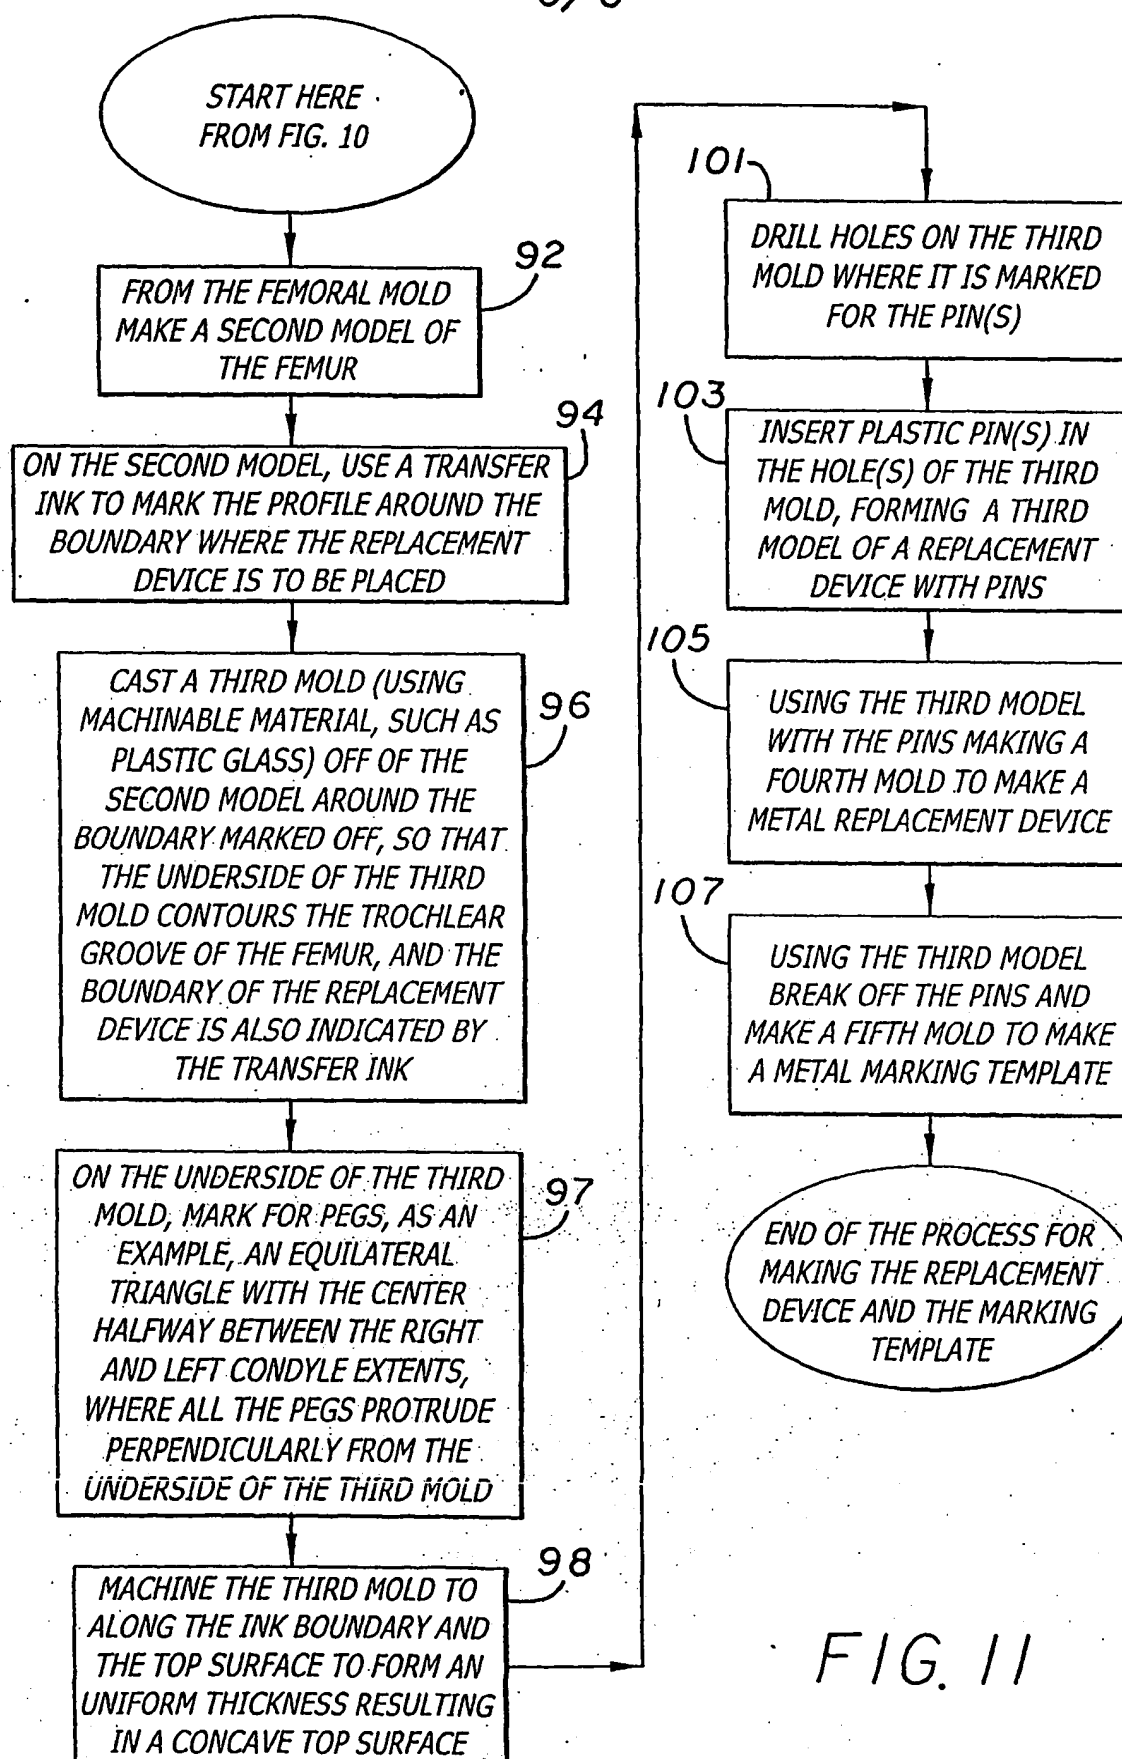 START HERE
FROM FIG. 10
92
FROM THE FEMORAL MOLD
MAKE A SECOND MODEL OF
THE FEMUR
94
ON THE SECOND MODEL, USE A TRANSFER
INK TO MARK THE PROFILE AROUND THE
BOUNDARY WHERE THE REPLACEMENT
DEVICE IS TO BE PLACED
96
CAST A THIRD MOLD (USING
MACHINABLE MATERIAL, SUCH AS
PLASTIC GLASS) OFF OF THE
SECOND MODEL AROUND THE
BOUNDARY MARKED OFF, SO THAT
THE UNDERSIDE OF THE THIRD
MOLD CONTOURS THE TROCHLEAR
GROOVE OF THE FEMUR, AND THE
BOUNDARY OF THE REPLACEMENT
DEVICE IS ALSO INDICATED BY
THE TRANSFER INK
97
ON THE UNDERSIDE OF THE THIRD
MOLD, MARK FOR PEGS, AS AN
EXAMPLE, AN EQUILATERAL
TRIANGLE WITH THE CENTER
HALFWAY BETWEEN THE RIGHT
AND LEFT CONDYLE EXTENTS,
WHERE ALL THE PEGS PROTRUDE
PERPENDICULARLY FROM THE
UNDERSIDE OF THE THIRD MOLD
98
MACHINE THE THIRD MOLD TO
ALONG THE INK BOUNDARY AND
THE TOP SURFACE TO FORM AN
UNIFORM THICKNESS RESULTING
IN A CONCAVE TOP SURFACE
101
DRILL HOLES ON THE THIRD
MOLD WHERE IT IS MARKED
FOR THE PIN(S)
103
INSERT PLASTIC PIN(S) IN
THE HOLE(S) OF THE THIRD
MOLD, FORMING A THIRD
MODEL OF A REPLACEMENT
DEVICE WITH PINS
105
USING THE THIRD MODEL
WITH THE PINS MAKING A
FOURTH MOLD TO MAKE A
METAL REPLACEMENT DEVICE
107
USING THE THIRD MODEL
BREAK OFF THE PINS AND
MAKE A FIFTH MOLD TO MAKE
A METAL MARKING TEMPLATE
END OF THE PROCESS FOR
MAKING THE REPLACEMENT
DEVICE AND THE MARKING
TEMPLATE
FIG. 11